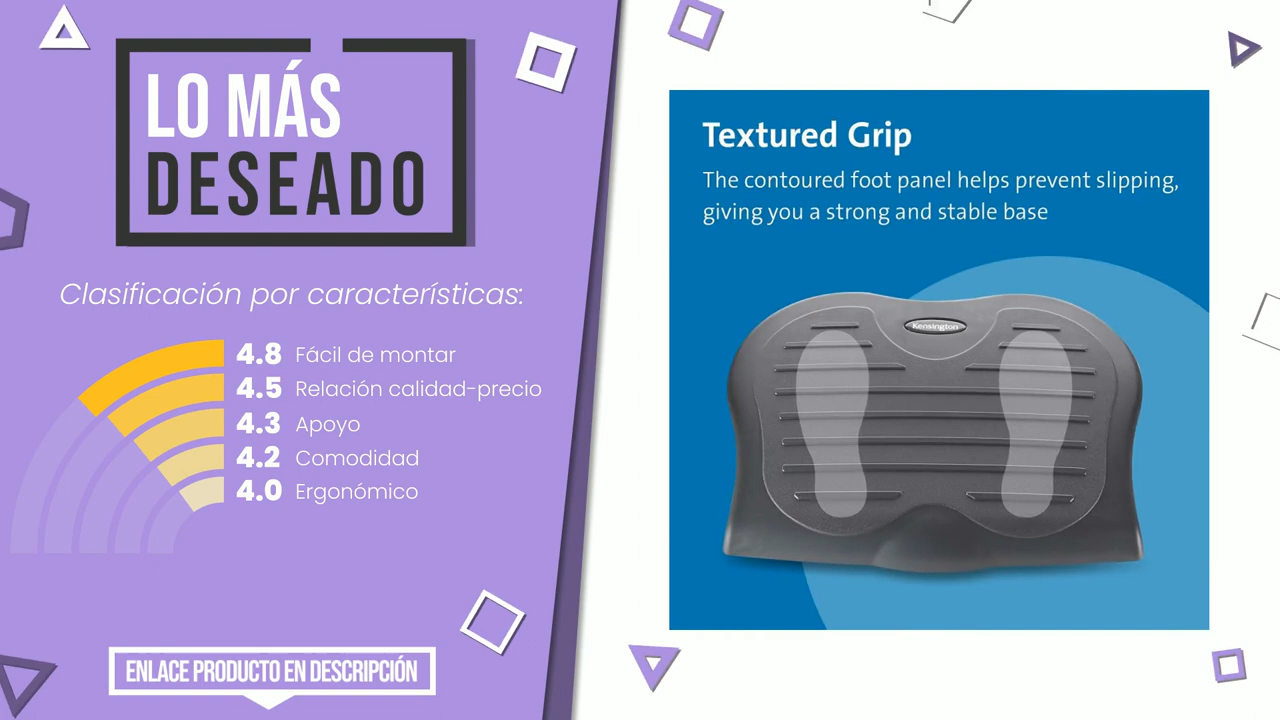 LO MÁS
DESEADO
Clasificación por características:
4.8 Fácil de montar
4.5 Relación calidad-precio
4.3 Apoyo
4.2 Comodidad
4.0 Ergonómico
ENLACE PRODUCTO EN DESCRIPCIÓN
Textured Grip
The contoured foot panel helps prevent slipping,
giving you a strong and stable base
Kensington